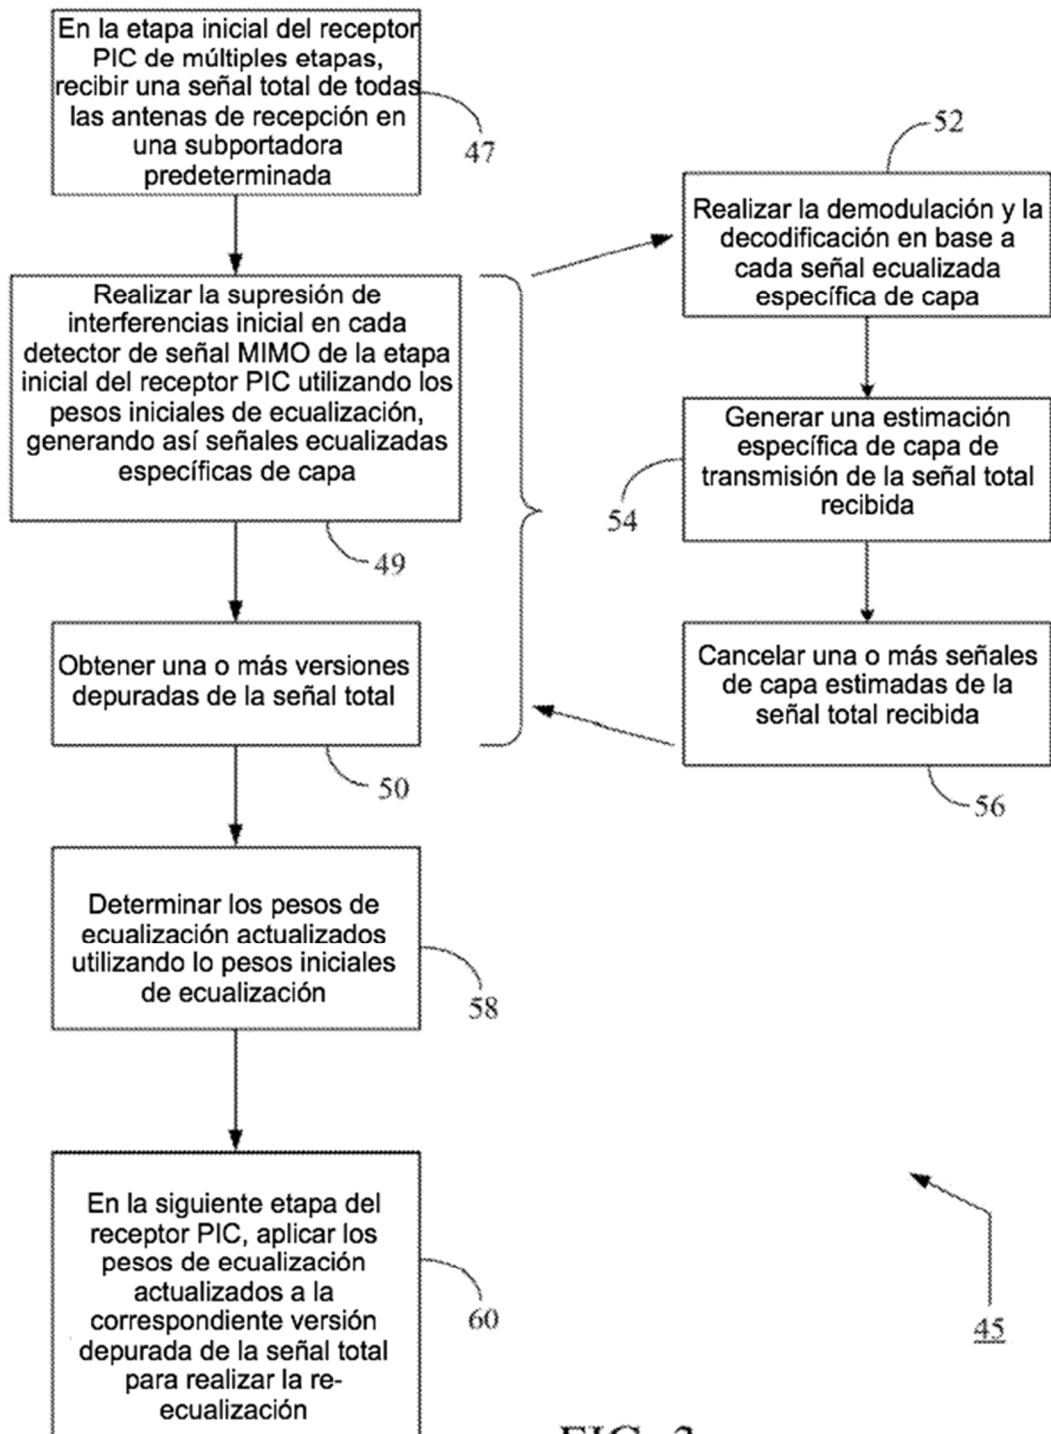 En la etapa inicial del receptor
PIC de múltiples etapas,
recibir una señal total de todas
las antenas de recepción en
una subportadora
predeterminada
47
Realizar la supresión de
interferencias inicial en cada
detector de señal MIMO de la etapa
inicial del receptor PIC utilizando los
pesos iniciales de ecualización,
generando así señales ecualizadas
específicas de capa
49
Obtener una o más versiones
depuradas de la señal total
50
52
Realizar la demodulación y la
decodificación en base a
cada señal ecualizada
específica de capa
Generar una estimación
específica de capa de
transmisión de la señal total
recibida
54
Cancelar una o más señales
de capa estimadas de la
señal total recibida
56
Determinar los pesos de
ecualización actualizados
utilizando lo pesos iniciales
de ecualización
58
En la siguiente etapa del
receptor PIC, aplicar los
pesos de ecualización
actualizados a la
correspondiente versión
depurada de la señal total
para realizar la re-
ecualización
60
45